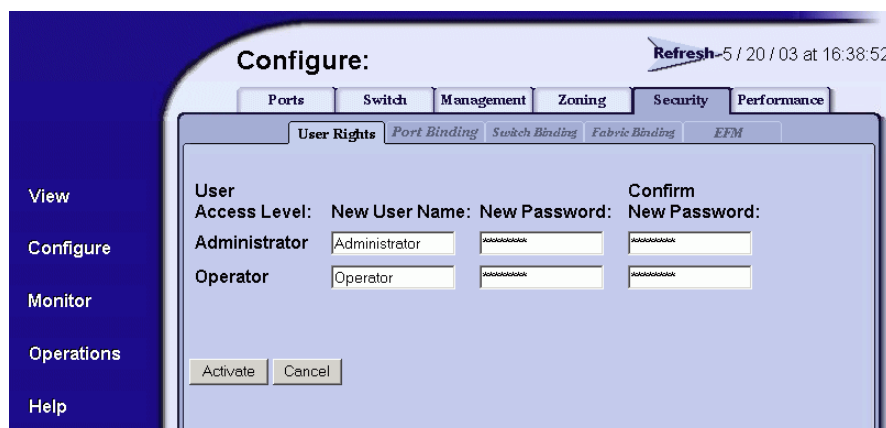 Configure:
Refresh-5 / 20 / 03 at 16:38:52
Ports Switch Management Zoning Security Performance
User Rights Port Binding Switch Binding Fabric Binding EFM
View
Configure
Monitor
Operations
Help
User
Access Level: New User Name: New Password: Confirm
New Password:
Administrator Administrator ******** ********
Operator Operator ******** ********
Activate Cancel